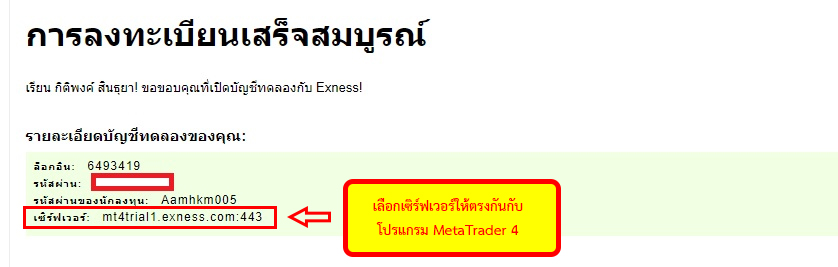 การลงทะเบียนเสร็จสมบูรณ์
เรียน กิติพงค์ สินธุยา! ขอขอบคุณที่เปิดบัญชีทดลองกับ Exness!
รายละเอียดบัญชีทดลองของคุณ:
ล็อกอิน: 6493419
รหัสผ่าน:
รหัสผ่านของนักลงทุน: Aamhkm005
เซิร์ฟเวอร์: mt4trial1.exness.com:443
เลือกเซิร์ฟเวอร์ให้ตรงกันกับ
โปรแกรม MetaTrader 4